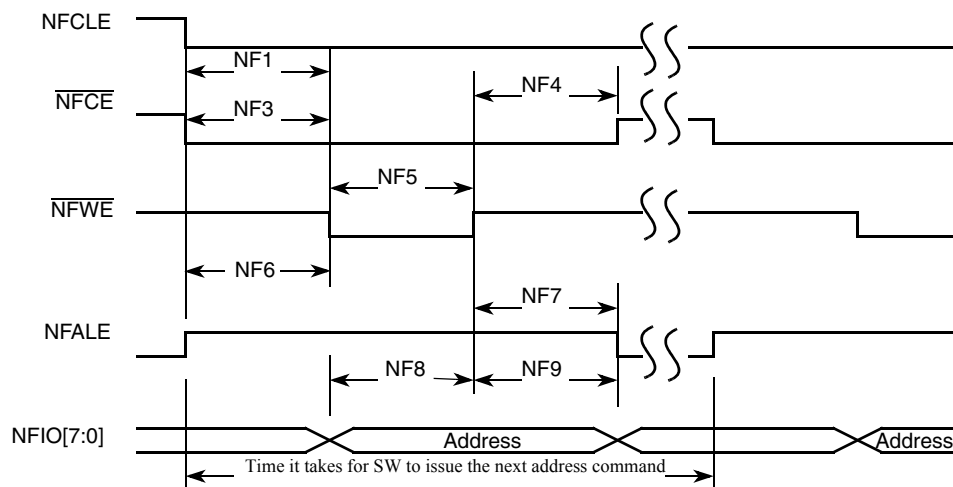 NFCLE
NF1
NFCE
NF3
NF4
NF5
NFWE
NF6
NF7
NFALE
NF8
NF9
NFIO[7:0]
Address
Address
Time it takes for SW to issue the next address command